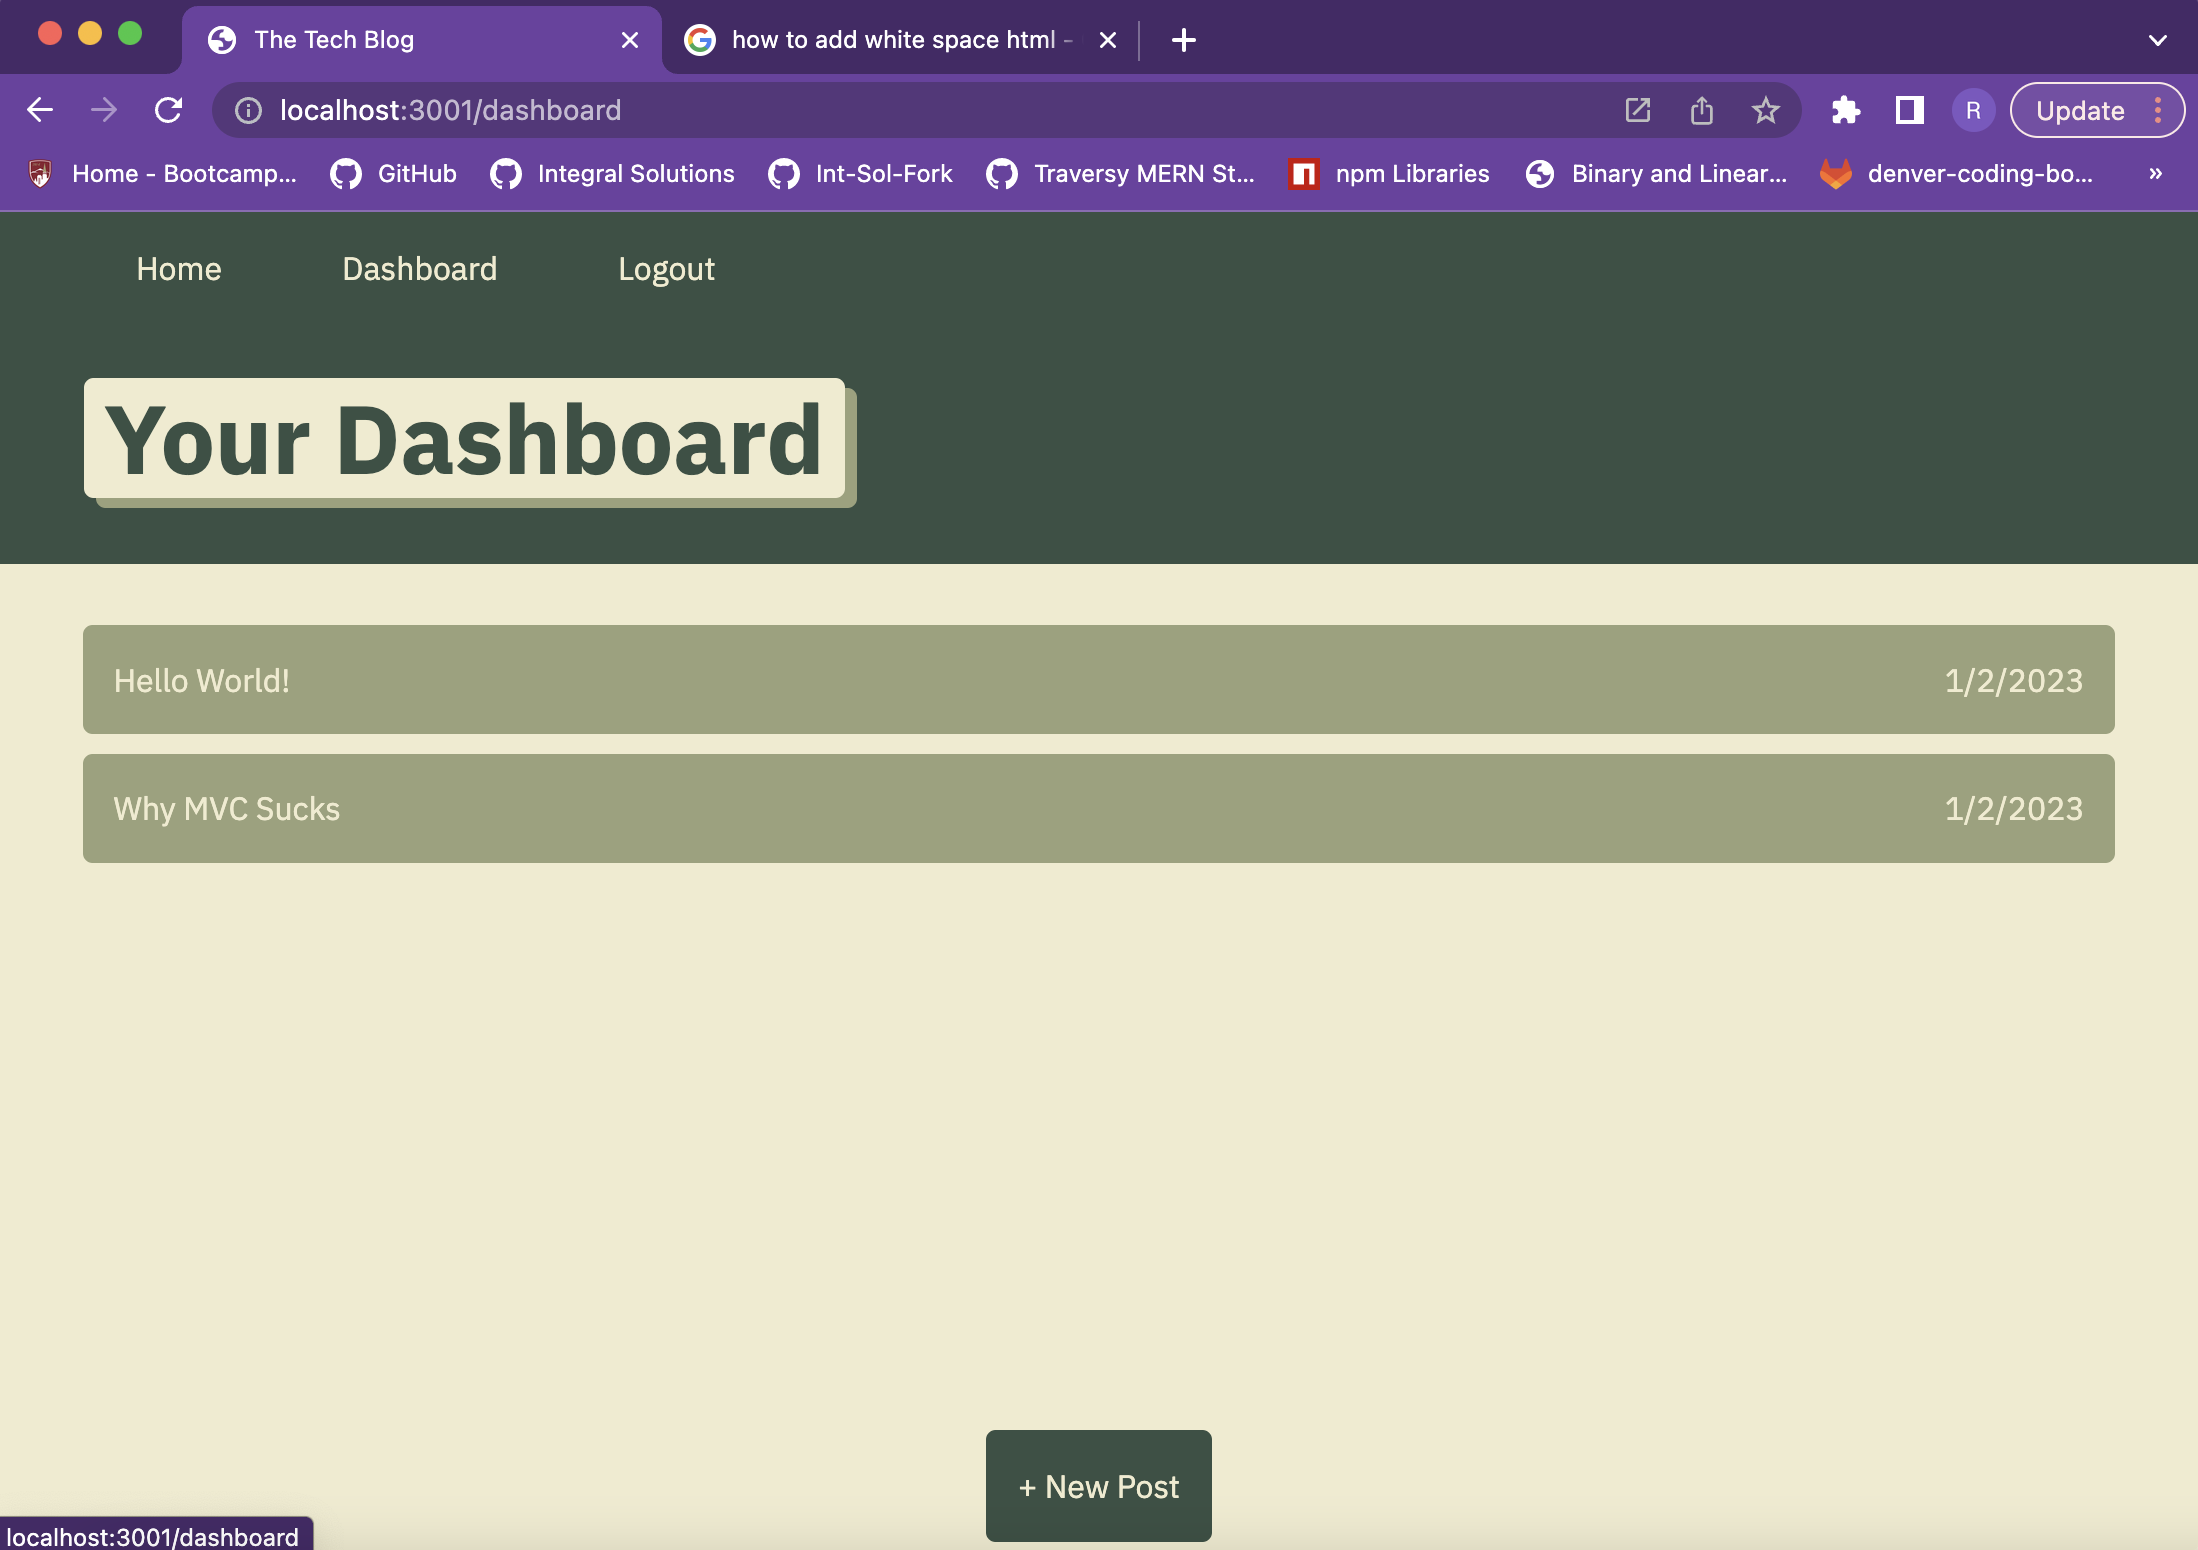 The Tech Blog
how to add white space html -
localhost:3001/dashboard
R
Update
Home - Bootcamp...
GitHub
Integral Solutions
Int-Sol-Fork
Traversy MERN St...
npm Libraries
Binary and Linear...
denver-coding-bo...
»
Home Dashboard Logout
Your Dashboard
Hello World! 1/2/2023
Why MVC Sucks 1/2/2023
+ New Post
localhost:3001/dashboard